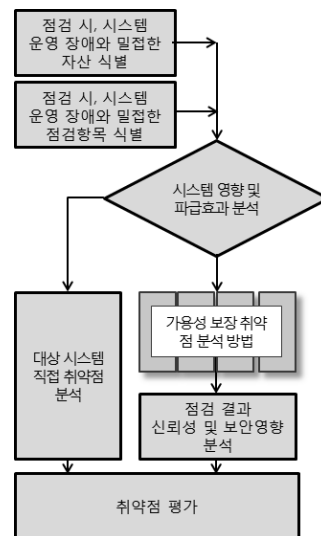 점검 시, 시스템
운영 장애와 밀접한
자산 식별
점검 시, 시스템
운영 장애와 밀접한
점검항목 식별
시스템 영향 및
파급효과 분석
대상 시스템
직접 취약점
분석
가용성 보장 취약
점 분석 방법
점검 결과
신뢰성 및 보안영향
분석
취약점 평가